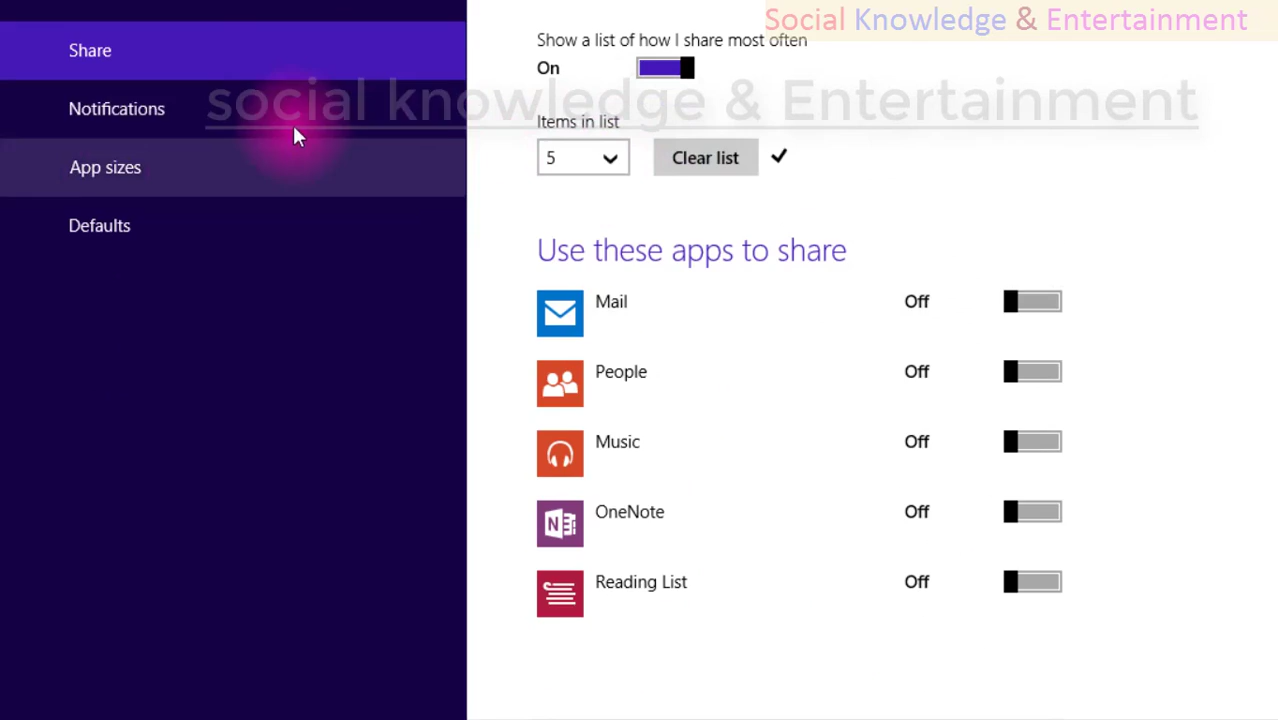 Social Knowledge & Entertainment
social knowledge & Entertainment
Share
Notifications
App sizes
Defaults
Show a list of how I share most often
On
Items in list
5
Clear list
Use these apps to share
Mail Off
People Off
Music Off
OneNote Off
Reading List Off